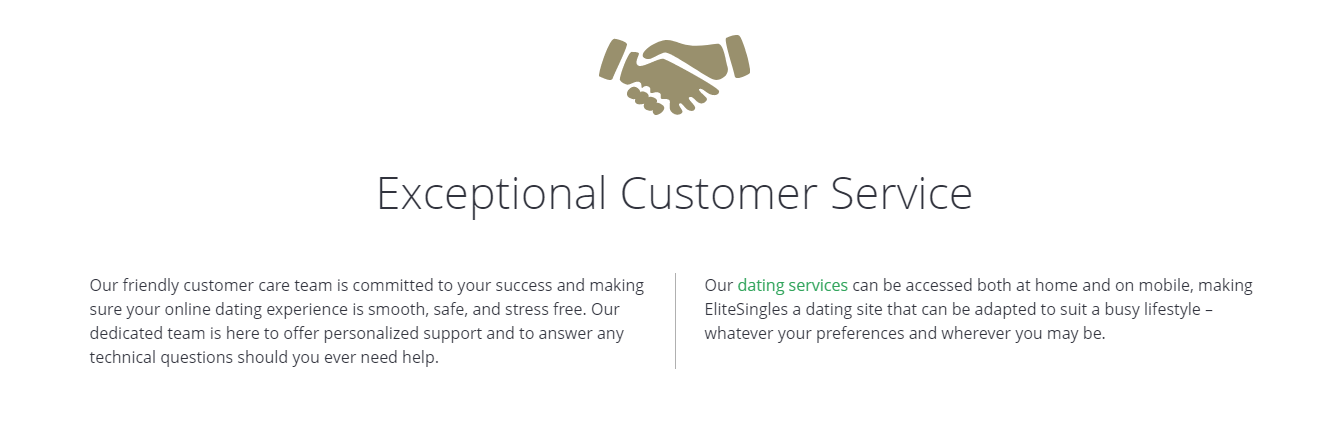 Exceptional Customer Service
Our friendly customer care team is committed to your success and making
sure your online dating experience is smooth, safe, and stress free. Our
dedicated team is here to offer personalized support and to answer any
technical questions should you ever need help.
Our dating services can be accessed both at home and on mobile, making
EliteSingles a dating site that can be adapted to suit a busy lifestyle –
whatever your preferences and wherever you may be.